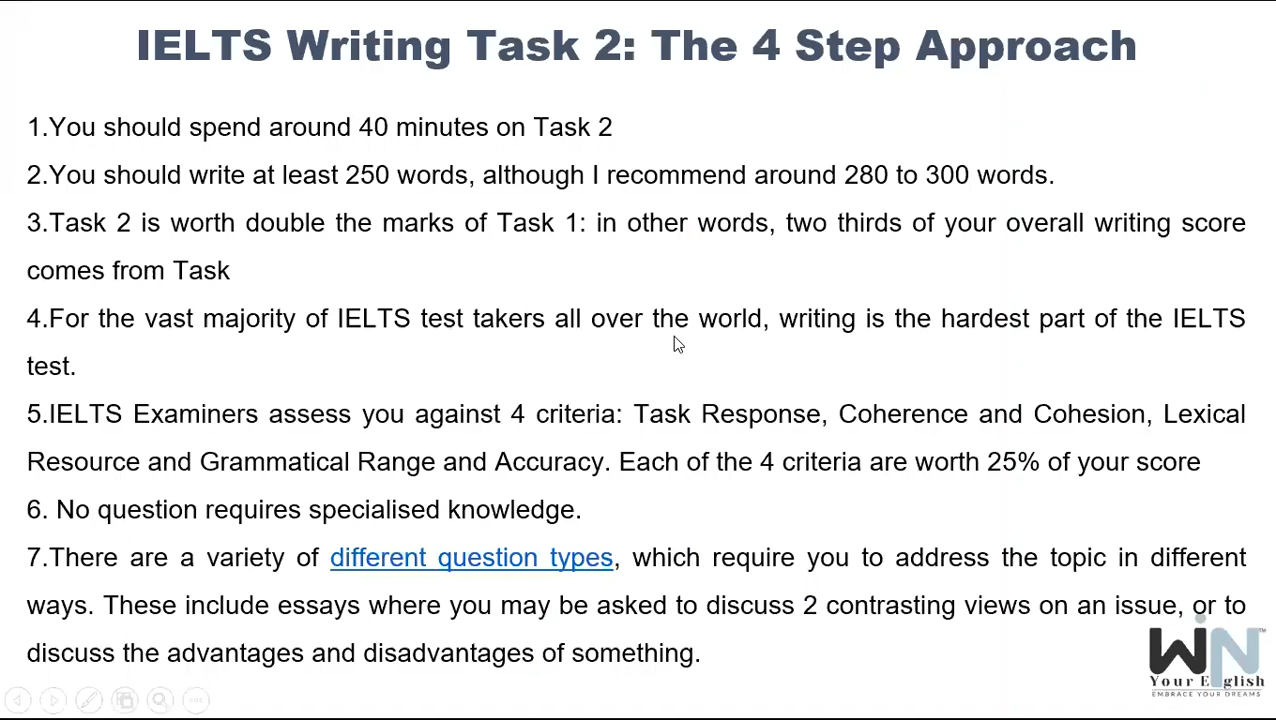 IELTS Writing Task 2: The 4 Step Approach
1.You should spend around 40 minutes on Task 2
2.You should write at least 250 words, although I recommend around 280 to 300 words.
3.Task 2 is worth double the marks of Task 1: in other words, two thirds of your overall writing score
comes from Task
4.For the vast majority of IELTS test takers all over the world, writing is the hardest part of the IELTS
test.
5.IELTS Examiners assess you against 4 criteria: Task Response, Coherence and Cohesion, Lexical
Resource and Grammatical Range and Accuracy. Each of the 4 criteria are worth 25% of your score
6. No question requires specialised knowledge.
7.There are a variety of different question types, which require you to address the topic in different
ways. These include essays where you may be asked to discuss 2 contrasting views on an issue, or to
discuss the advantages and disadvantages of something.
WiN™
Your English
EMBRACE YOUR DREAMS